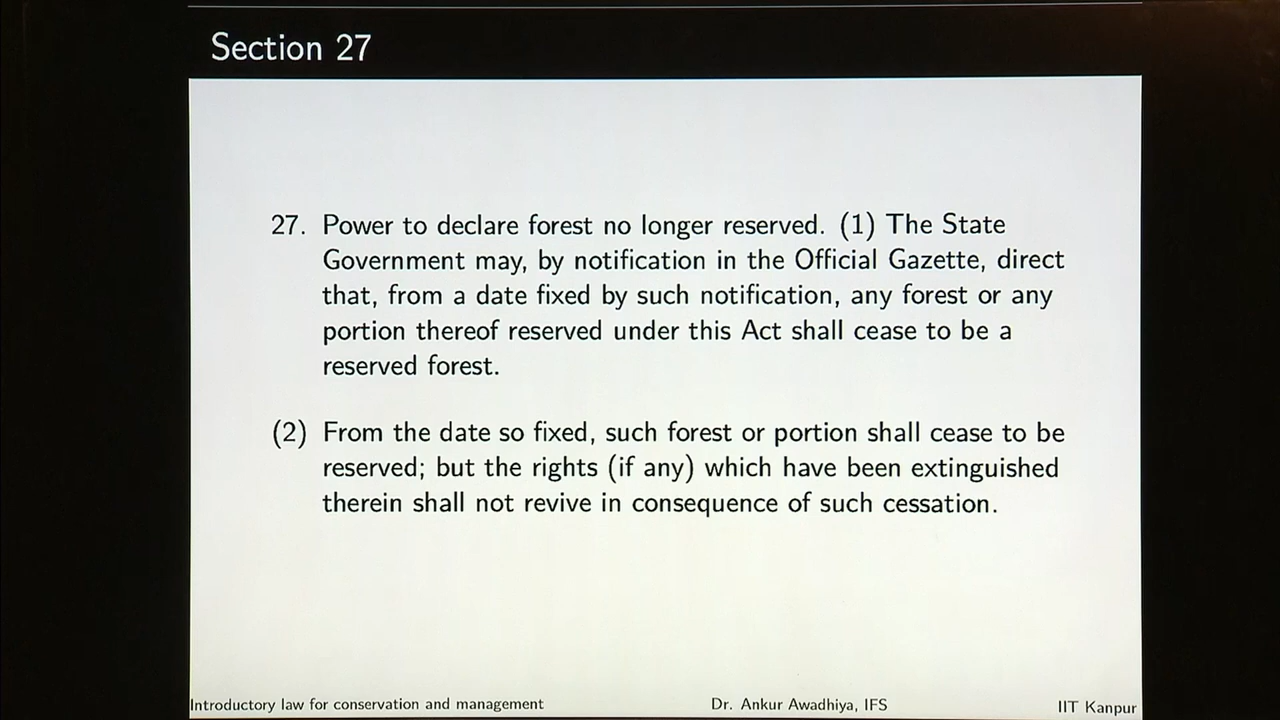 Section 27
27. Power to declare forest no longer reserved. (1) The State
Government may, by notification in the Official Gazette, direct
that, from a date fixed by such notification, any forest or any
portion thereof reserved under this Act shall cease to be a
reserved forest.
(2) From the date so fixed, such forest or portion shall cease to be
reserved; but the rights (if any) which have been extinguished
therein shall not revive in consequence of such cessation.
Introductory law for conservation and management Dr. Ankur Awadhiya, IFS IIT Kanpur